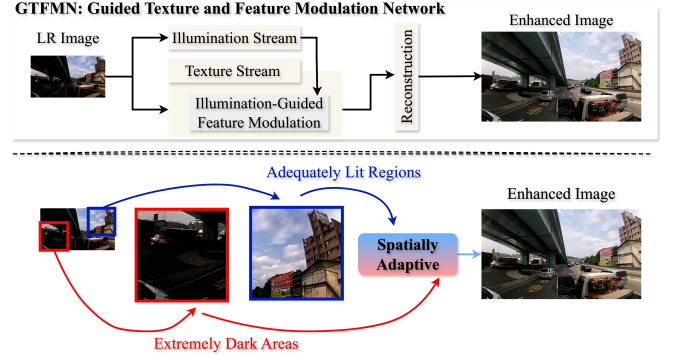 GTFMN: Guided Texture and Feature Modulation Network
LR Image
Illumination Stream
Texture Stream
Illumination-Guided
Feature Modulation
Reconstruction
Enhanced Image
Adequately Lit Regions
Spatially
Adaptive
Enhanced Image
Extremely Dark Areas